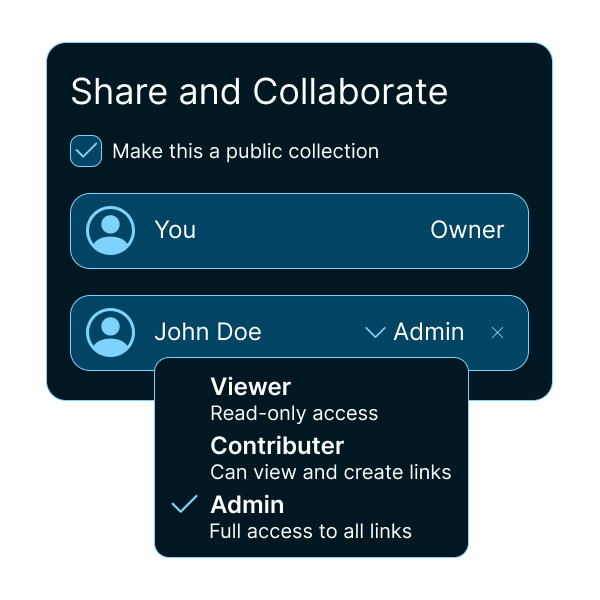 Share and Collaborate
Make this a public collection
You Owner
John Doe Admin
Viewer
Read-only access
Contributer
Can view and create links
Admin
Full access to all links